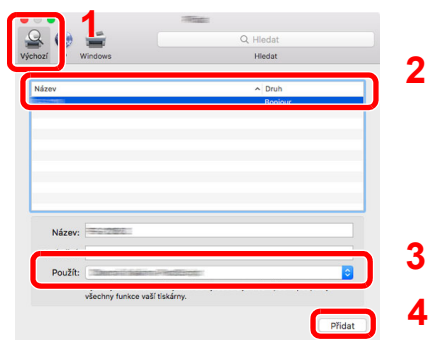 1
Hledat
Výchozí Windows Hledat
2
Název Druh
Bonjour
Název:
3
Použít:
všechny funkce vaší tiskárny.
4
Přidat